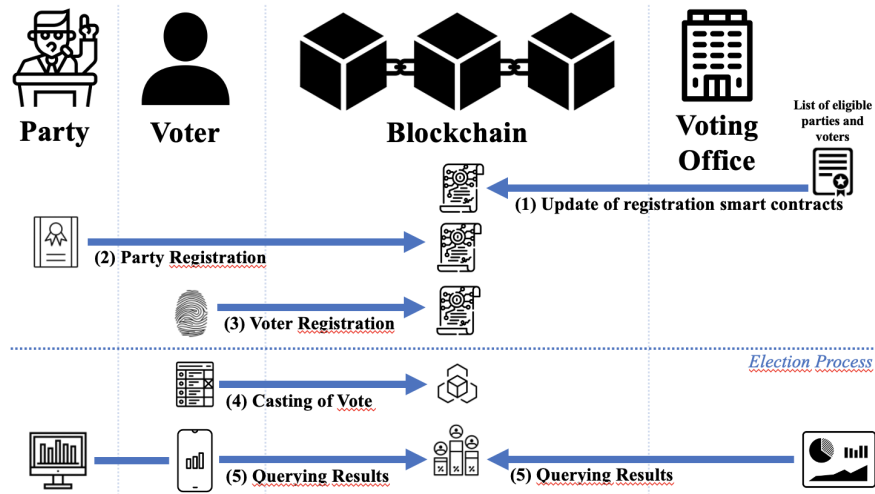 Party
Voter
Blockchain
Voting
Office
List of eligible
parties and
voters
(1) Update of registration smart contracts
(2) Party Registration
(3) Voter Registration
Election Process
(4) Casting of Vote
(5) Querying Results
(5) Querying Results